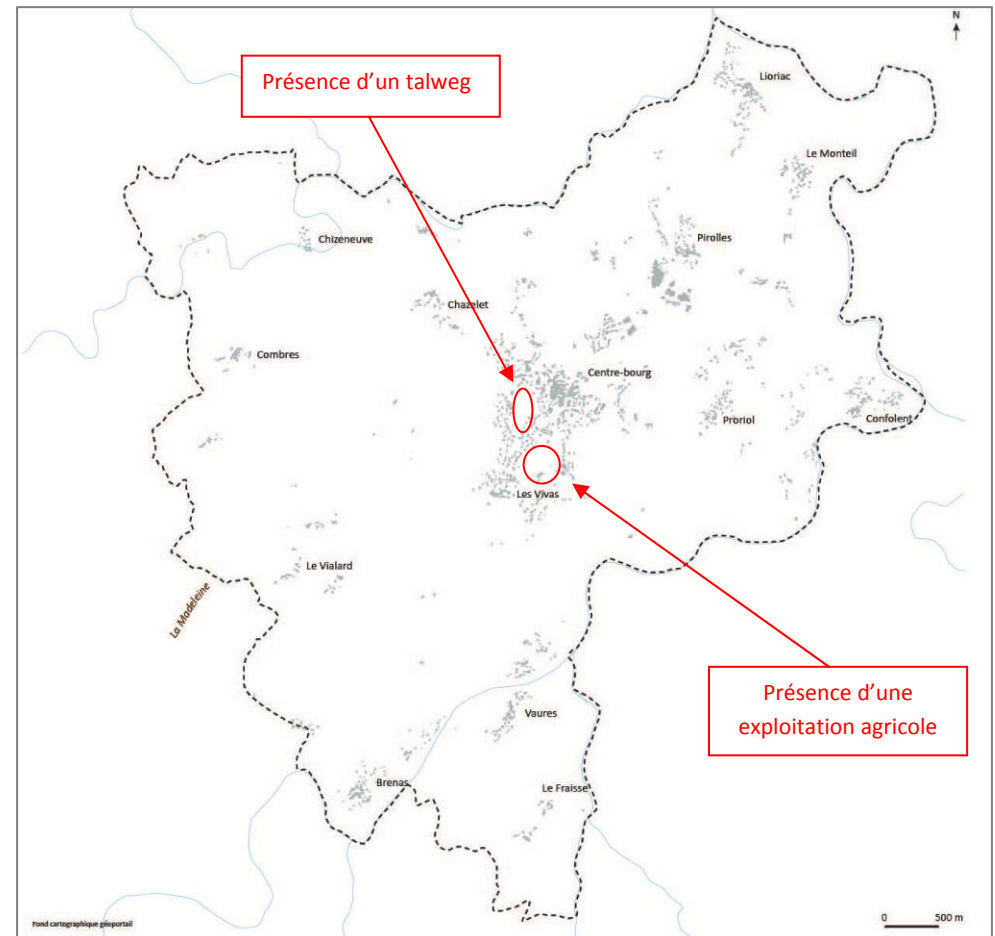 N
Présence d'un talweg
Lioriac
Le Monteil
Chizeneuve
Pirolles
Chazelet
Combres
Centre-bourg
Proriol
Confolent
Les Vivas
Le Vialard
La Madeleine
Présence d'une
exploitation agricole
Vaures
Brenas
Le Fraisse
Fond cartographique géoportail
0 500 m